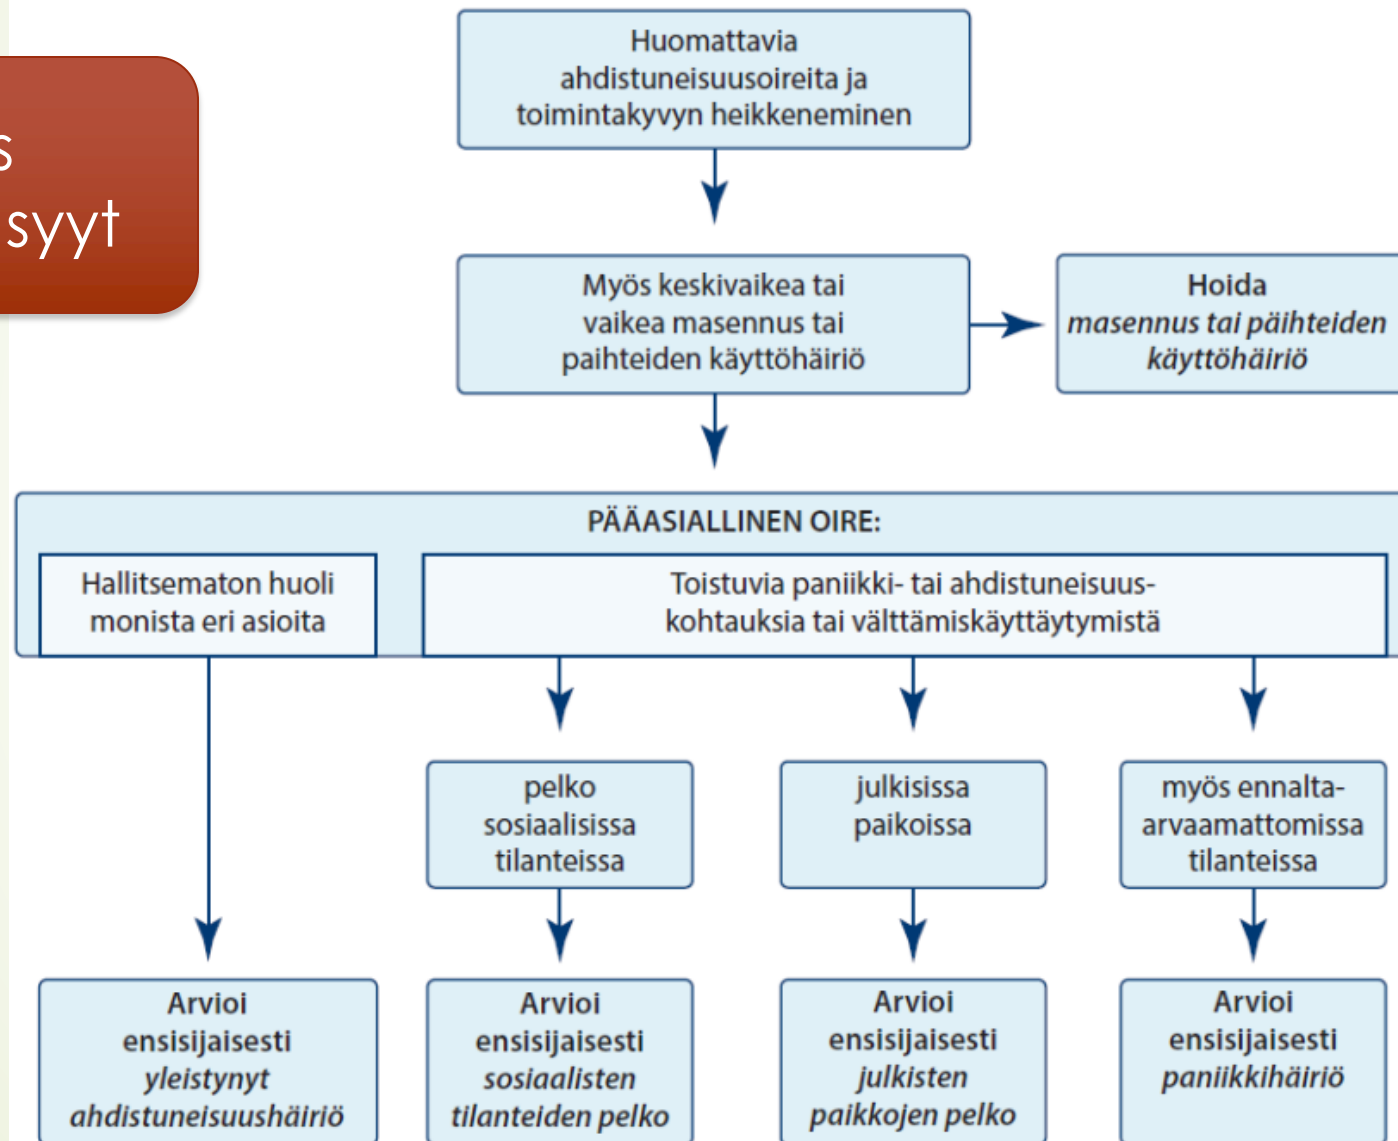 s
syyt
Huomattavia
ahdistuneisuusoireita ja
toimintakyvyn heikkeneminen
Myös keskivaikea tai
vaikea masennus tai
paihteiden käyttöhäiriö
Hoida
masennus tai päihteiden
käyttöhäiriö
PÄÄASIALLINEN OIRE:
Hallitsematon huoli
monista eri asioita
Toistuvia paniikki- tai ahdistuneisuus-
kohtauksia tai välttämiskäyttäytymistä
pelko
sosiaalisissa
tilanteissa
julkisissa
paikoissa
myös ennalta-
arvaamattomissa
tilanteissa
Arvioi
ensisijaisesti
yleistynyt
ahdistuneisuushäiriö
Arvioi
ensisijaisesti
sosiaalisten
tilanteiden pelko
Arvioi
ensisijaisesti
julkisten
paikkojen pelko
Arvioi
ensisijaisesti
paniikkihäiriö